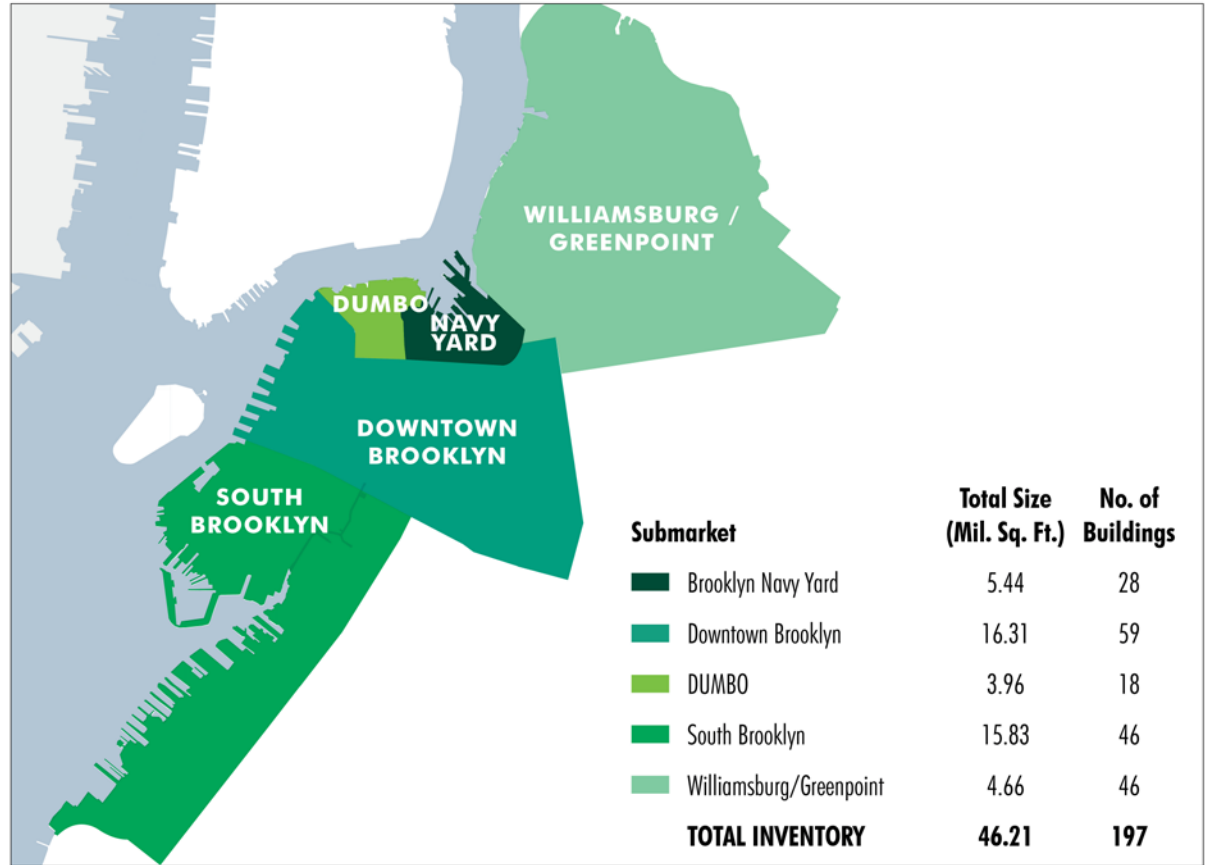 WILLIAMSBURG /
GREENPOINT
DUMBO
NAVY
YARD
DOWNTOWN
BROOKLYN
SOUTH
BROOKLYN
Submarket Total Size (Mil. Sq. Ft.) No. of Buildings
Brooklyn Navy Yard 5.44 28
Downtown Brooklyn 16.31 59
DUMBO 3.96 18
South Brooklyn 15.83 46
Williamsburg/Greenpoint 4.66 46
TOTAL INVENTORY 46.21 197